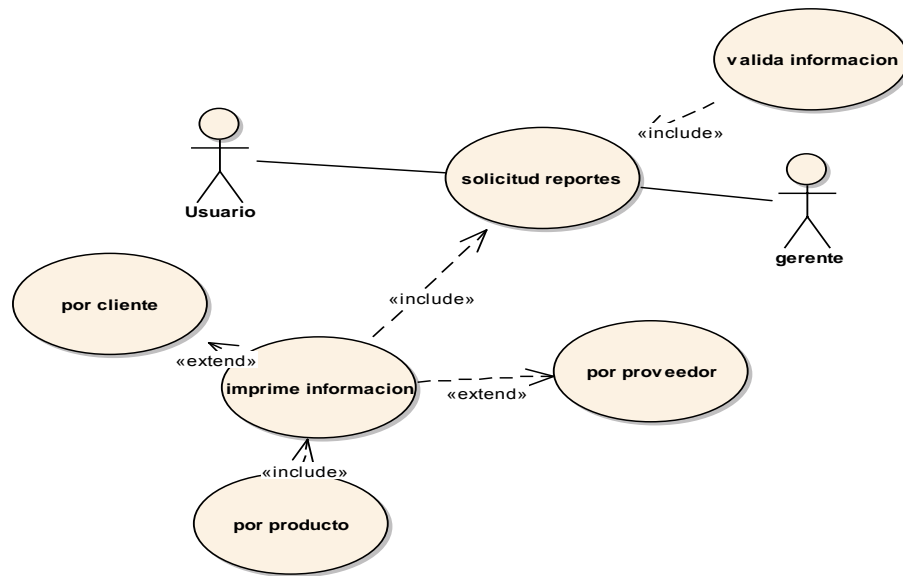 valida informacion
«include»
solicitud reportes
Usuario
gerente
«include»
por cliente
«extend»
imprime informacion
por proveedor
«extend»
«include»
por producto